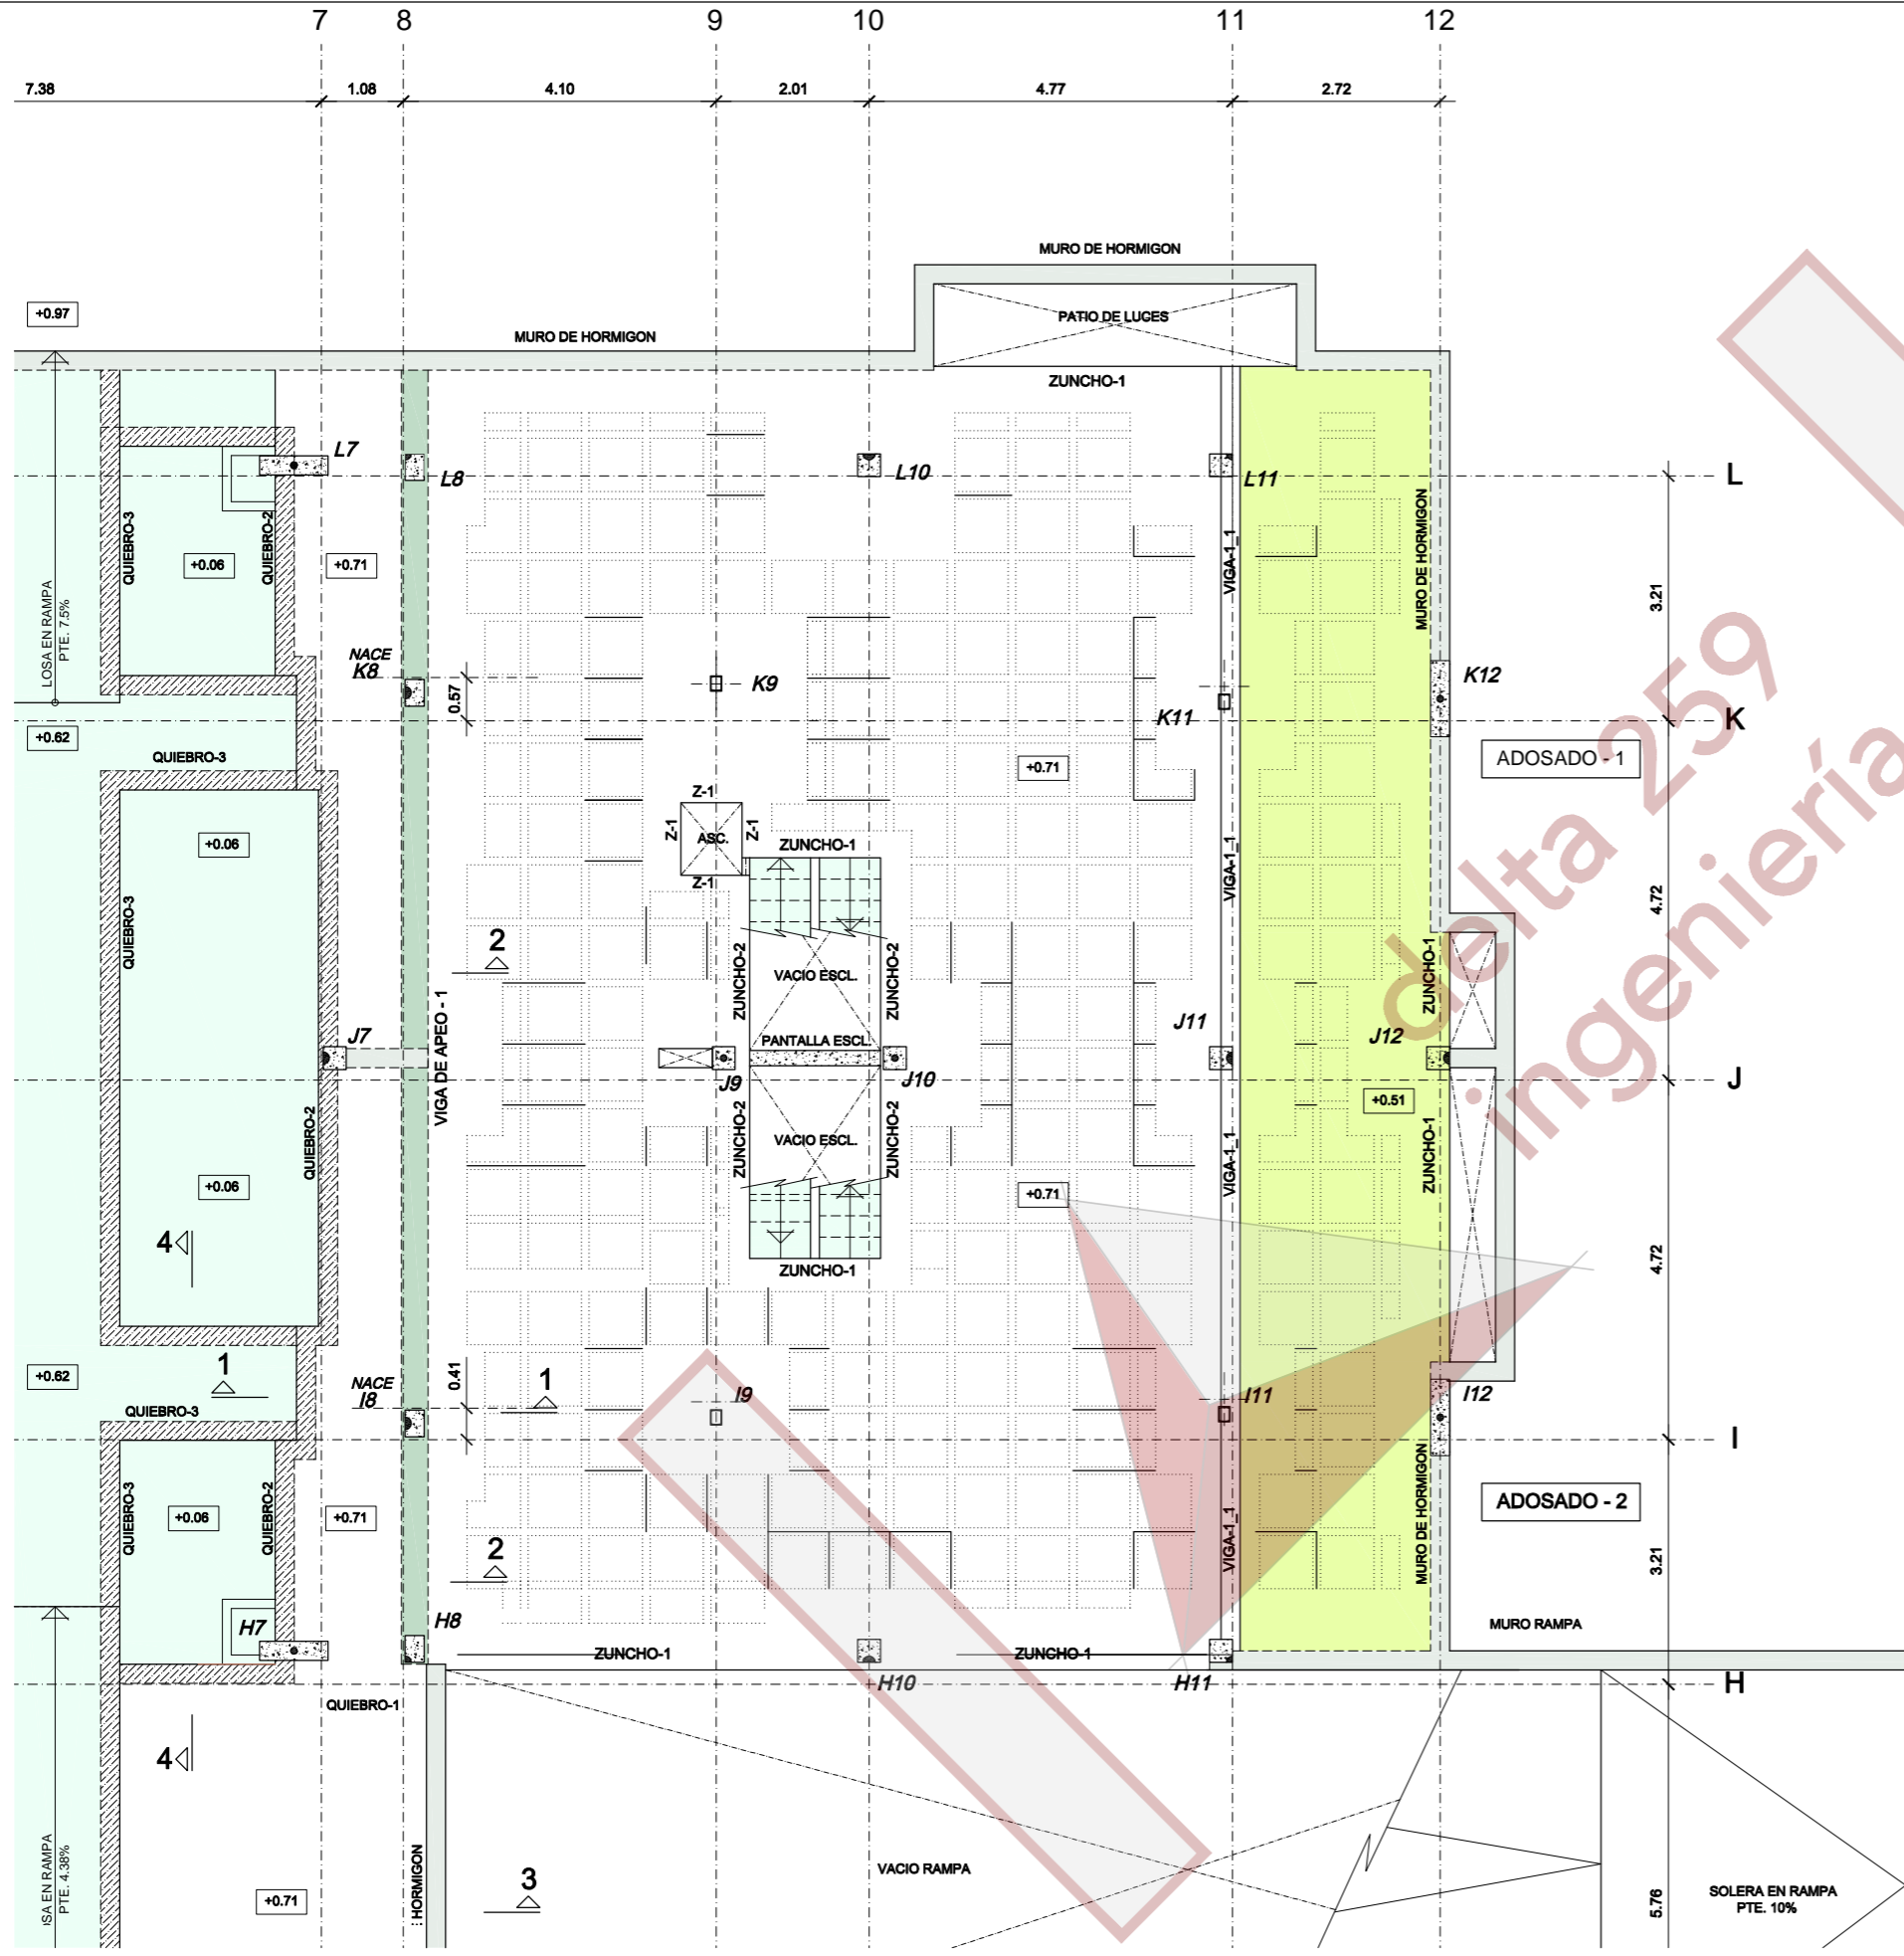 7 8 9 10 11 12
7.38 1.08 4.10 2.01 4.77 2.72
MURO DE HORMIGON
+0.97
PATIO DE LUCES
MURO DE HORMIGON
ZUNCHO-1
L7
L8
L10
L11
L
QUIEBRO-3
QUIEBRO-2
+0.06
+0.71
VIGA-1_1
MURO DE HORMIGON
3.21
LOSA EN RAMPA
PTE. 7.5%
NACE
K8
0.57
K9
K11
K12
K
+0.62
QUIEBRO-3
+0.71
ADOSADO - 1
delta 259
ingeniería
Z-1
Z-1
ASC.
Z-1
Z-1
ZUNCHO-1
+0.06
VIGA-1_1
4.72
QUIEBRO-3
2
ZUNCHO-2
VACIO ESCL.
ZUNCHO-2
ZUNCHO-1
VIGA DE APEO - 1
J7
PANTALLA ESCL.
J9
J10
J11
J12
J
+0.51
QUIEBRO-2
ZUNCHO-2
VACIO ESCL.
ZUNCHO-2
VIGA-1_1
ZUNCHO-1
+0.06
+0.71
4
ZUNCHO-1
4.72
+0.62
1
NACE
I8
0.41
1
I9
I11
I12
QUIEBRO-3
I
QUIEBRO-3
QUIEBRO-2
+0.06
+0.71
ADOSADO - 2
VIGA-1_1
MURO DE HORMIGON
3.21
2
H7
H8
ZUNCHO-1
ZUNCHO-1
MURO RAMPA
H10
H11
H
QUIEBRO-1
4
3
HORMIGON
VACIO RAMPA
SOLERA EN RAMPA
PTE. 10%
+0.71
5.76
SA EN RAMPA
PTE. 4.38%